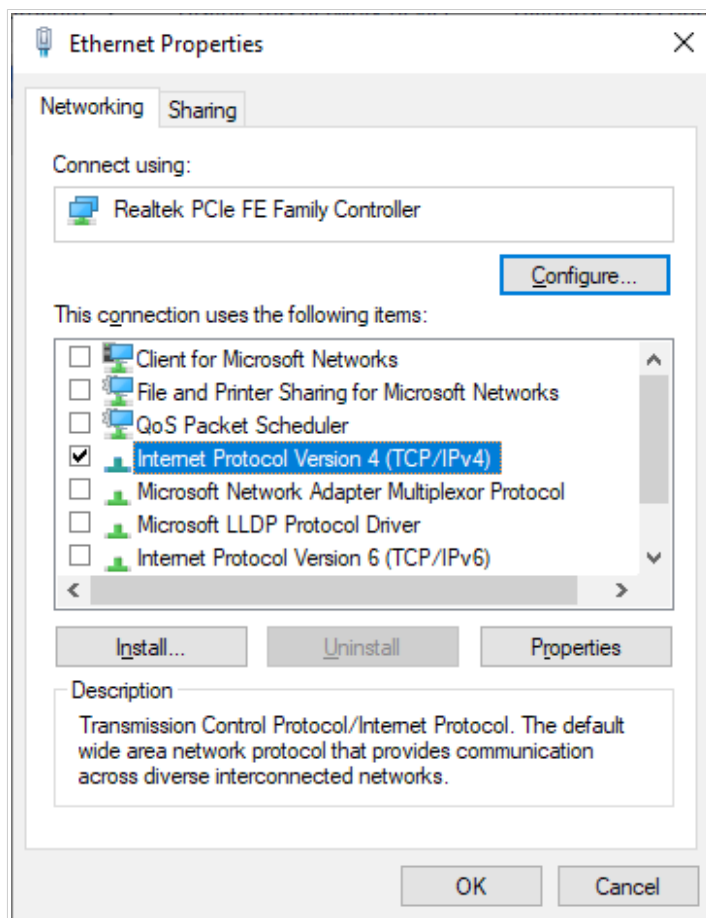 Ethernet Properties
Networking
Sharing
Connect using:
Realtek PCIe FE Family Controller
Configure...
This connection uses the following items:
Client for Microsoft Networks
File and Printer Sharing for Microsoft Networks
QoS Packet Scheduler
Internet Protocol Version 4 (TCP/IPv4)
Microsoft Network Adapter Multiplexor Protocol
Microsoft LLDP Protocol Driver
Internet Protocol Version 6 (TCP/IPv6)
Install...
Uninstall
Properties
Description
Transmission Control Protocol/Internet Protocol. The default
wide area network protocol that provides communication
across diverse interconnected networks.
OK
Cancel